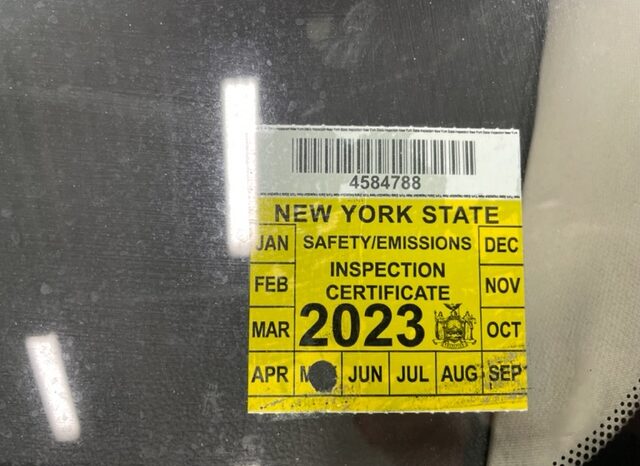 4584788
NEW YORK STATE
JAN SAFETY/EMISSIONS DEC
FEB INSPECTION CERTIFICATE NOV
MAR 2023 OCT
APR JUN JUL AUG SEP